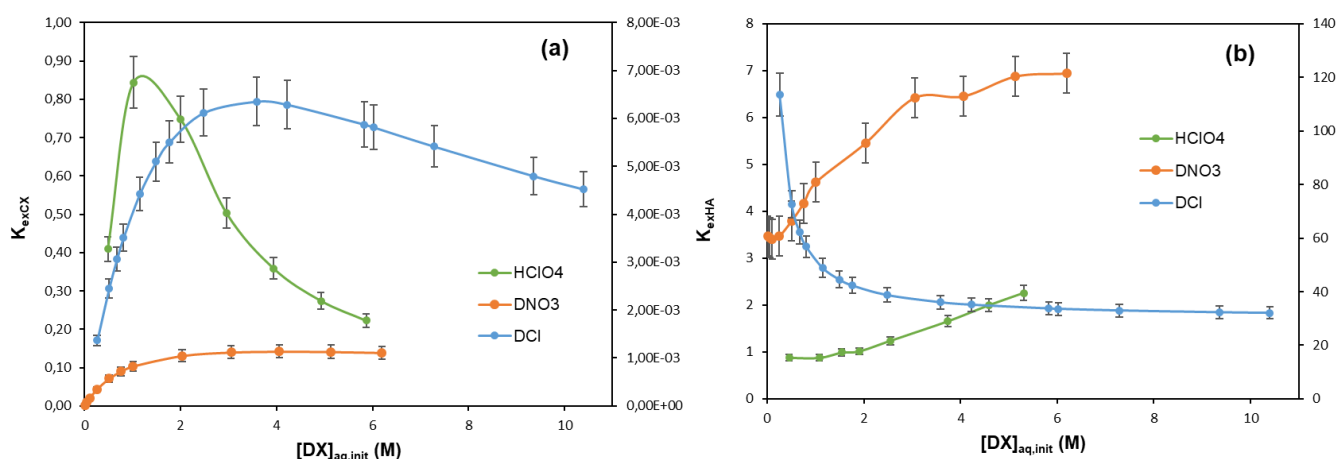 (a)
1,00
0,90
0,80
0,70
0,60
0,50
0,40
0,30
0,20
0,10
0,00
K_exCX
8,00E-03
7,00E-03
6,00E-03
5,00E-03
4,00E-03
3,00E-03
2,00E-03
1,00E-03
0,00E+00
HClO4
DNO3
DCl
0 2 4 6 8 10
[DX]aq,init (M)
(b)
8
7
6
5
4
3
2
1
0
K_exHA
140
120
100
80
60
40
20
0
HClO4
DNO3
DCl
0 2 4 6 8 10
[DX]aq,init (M)